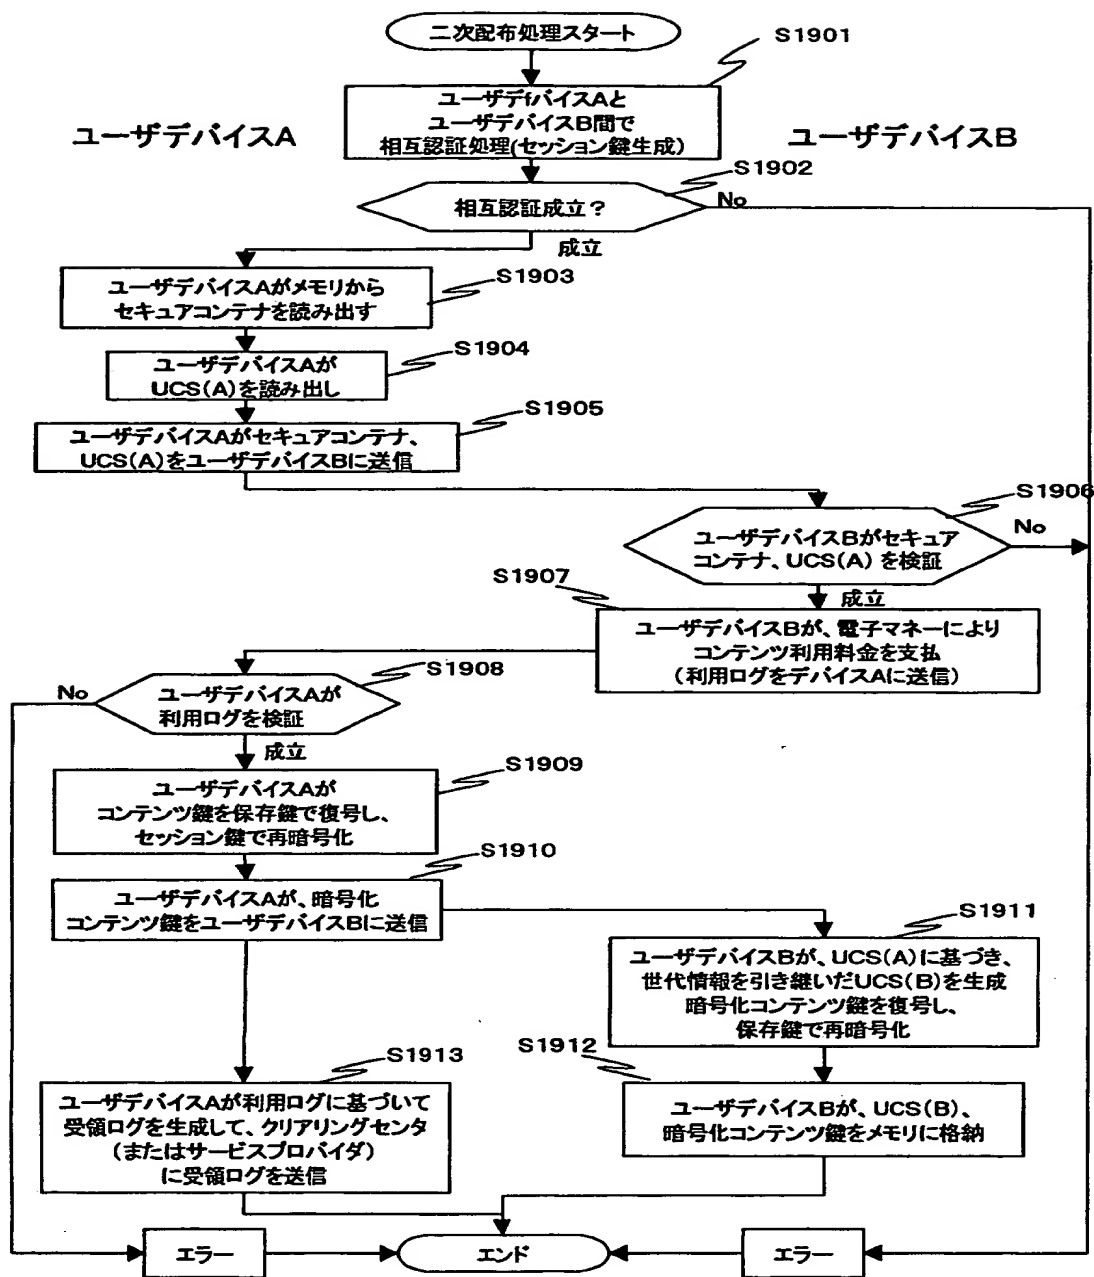 二次配布処理スタート
S1901
ユーザデfバイスAと
ユーザデバイスB間で
相互認証処理(セッション鍵生成)
ユーザデバイスA
ユーザデバイスB
S1902
相互認証成立?
No
成立
S1903
ユーザデバイスAがメモリから
セキュアコンテナを読み出す
S1904
ユーザデバイスAが
UCS(A)を読み出し
S1905
ユーザデバイスAがセキュアコンテナ、
UCS(A)をユーザデバイスBに送信
S1906
ユーザデバイスBがセキュア
コンテナ、UCS(A)を検証
No
成立
S1907
ユーザデバイスBが、電子マネーにより
コンテンツ利用料金を支払
(利用ログをデバイスAに送信)
S1908
ユーザデバイスAが
利用ログを検証
No
成立
S1909
ユーザデバイスAが
コンテンツ鍵を保存鍵で復号し、
セッション鍵で再暗号化
S1910
ユーザデバイスAが、暗号化
コンテンツ鍵をユーザデバイスBに送信
S1911
ユーザデバイスBが、UCS(A)に基づき、
世代情報を引き継いだUCS(B)を生成
暗号化コンテンツ鍵を復号し、
保存鍵で再暗号化
S1912
ユーザデバイスBが、UCS(B)、
暗号化コンテンツ鍵をメモリに格納
S1913
ユーザデバイスAが利用ログに基づいて
受領ログを生成して、クリアリングセンタ
(またはサービスプロバイダ)
に受領ログを送信
エラー
エンド
エラー